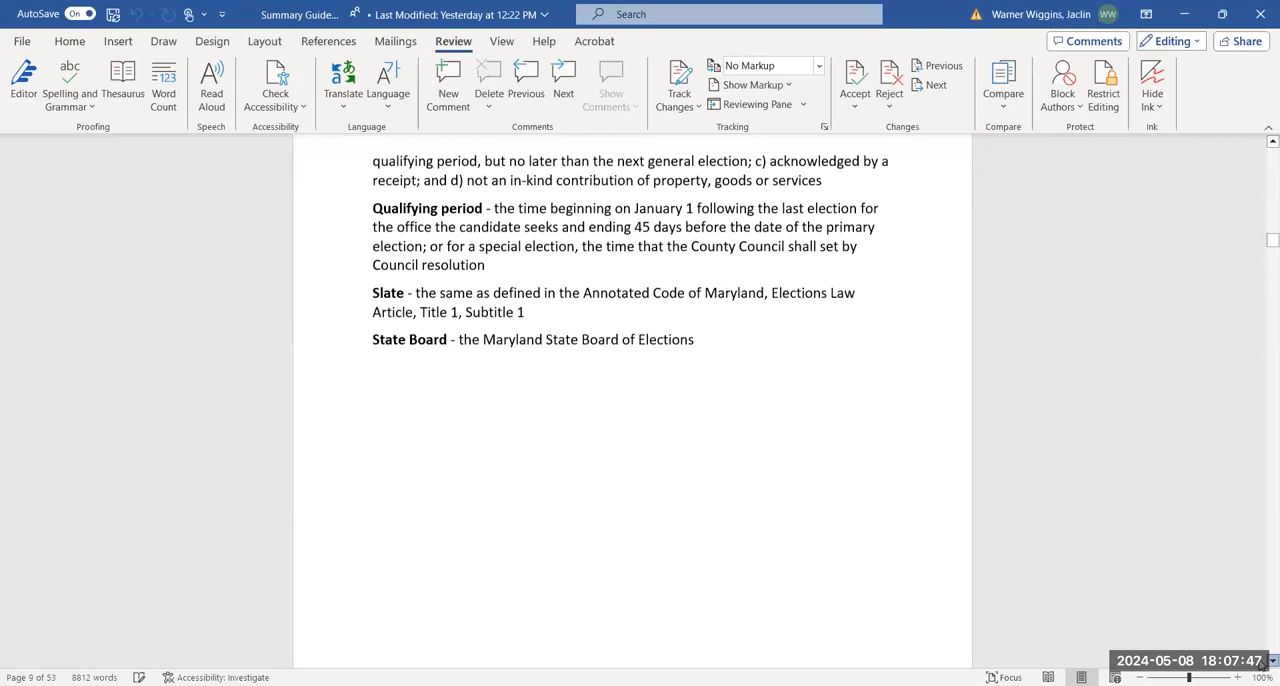 AutoSave On Summary Guide... • Last Modified: Yesterday at 12:22 PM Search Warner Wiggins, Jaclin WW
File Home Insert Draw Design Layout References Mailings Review View Help Acrobat Comments Editing Share
Editor Spelling and Grammar Thesaurus Word Count Read Aloud Check Accessibility Translate Language New Comment Delete Previous Next Show Comments Track Changes No Markup Show Markup Reviewing Pane Accept Reject Previous Next Compare Block Authors Restrict Editing Hide Ink
Proofing Speech Accessibility Language Comments Tracking Changes Compare Protect Ink
qualifying period, but no later than the next general election; c) acknowledged by a
receipt; and d) not an in-kind contribution of property, goods or services
Qualifying period - the time beginning on January 1 following the last election for
the office the candidate seeks and ending 45 days before the date of the primary
election; or for a special election, the time that the County Council shall set by
Council resolution
Slate - the same as defined in the Annotated Code of Maryland, Elections Law
Article, Title 1, Subtitle 1
State Board - the Maryland State Board of Elections
2024-05-08 18:07:47
Page 9 of 53 8812 words Accessibility: Investigate Focus 100%